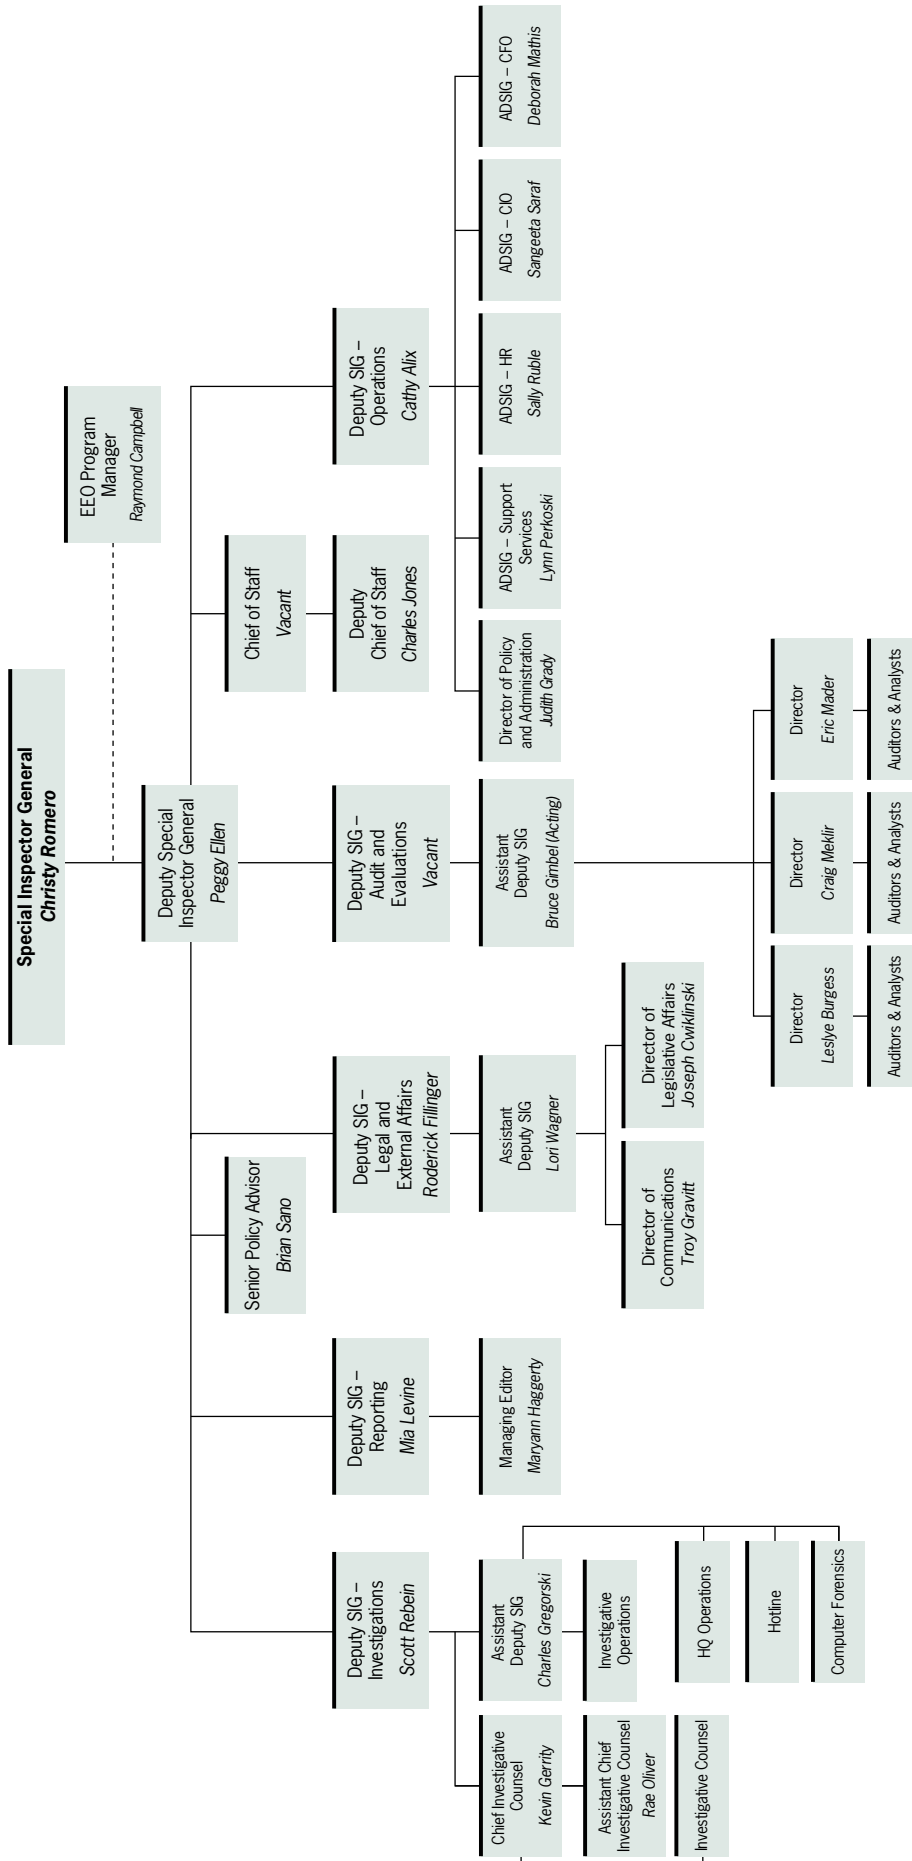 Special Inspector General
Christy Romero
EEO Program
Manager
Raymond Campbell
Deputy Special
Inspector General
Peggy Ellen
Senior Policy Advisor
Brian Sano
Chief of Staff
Vacant
Deputy
Chief of Staff
Charles Jones
Deputy SIG –
Investigations
Scott Rebein
Deputy SIG –
Reporting
Mia Levine
Deputy SIG –
Legal and
External Affairs
Roderick Fillinger
Deputy SIG –
Audit and
Evaluations
Vacant
Deputy SIG –
Operations
Cathy Alix
Chief Investigative
Counsel
Kevin Gerrity
Assistant
Deputy SIG
Charles Gregorski
Managing Editor
Maryann Haggerty
Assistant
Deputy SIG
Lori Wagner
Assistant
Deputy SIG
Bruce Gimbel (Acting)
Director of Policy
and Administration
Judith Grady
ADSIG – Support
Services
Lynn Perkoski
ADSIG – HR
Sally Ruble
ADSIG – CIO
Sangeeta Saraf
ADSIG – CFO
Deborah Mathis
Assistant Chief
Investigative Counsel
Rae Oliver
Investigative
Operations
Director of
Communications
Troy Gravitt
Director of
Legislative Affairs
Joseph Cwiklinski
Investigative Counsel
HQ Operations
Hotline
Computer Forensics
Director
Leslye Burgess
Director
Craig Meklir
Director
Eric Mader
Auditors & Analysts
Auditors & Analysts
Auditors & Analysts